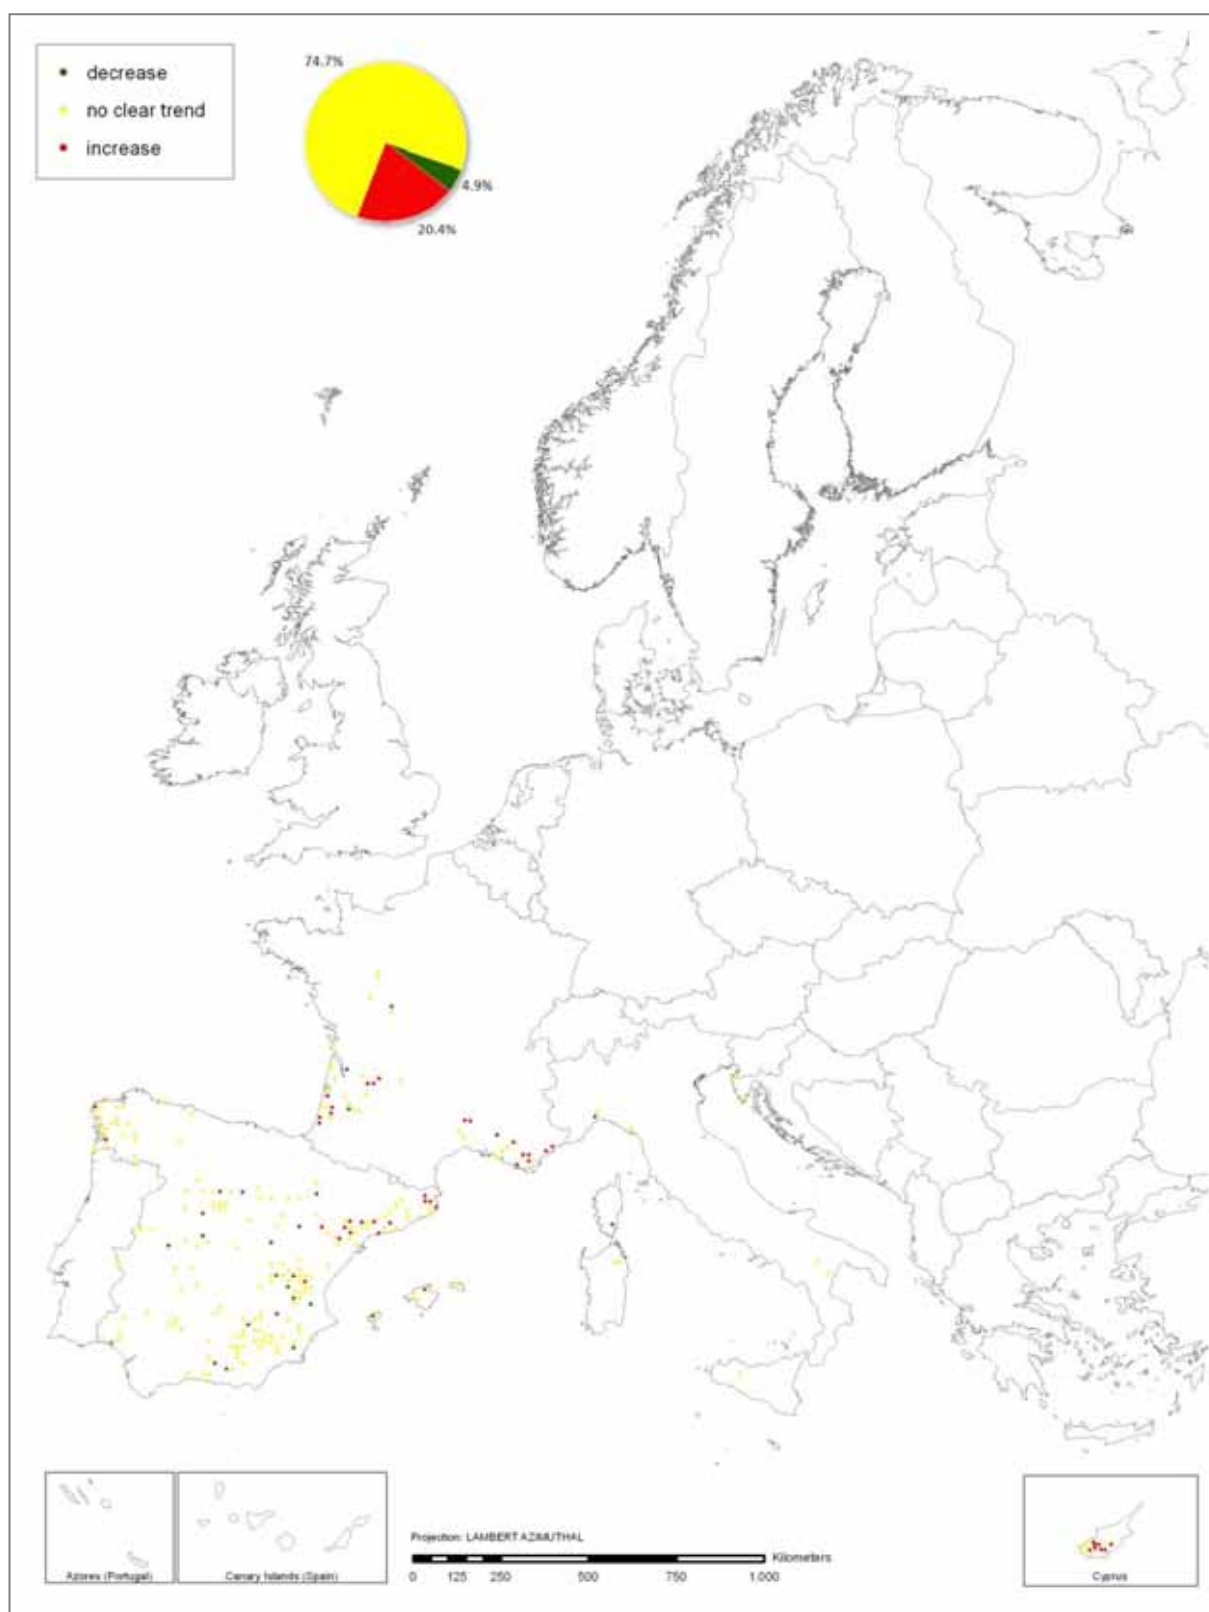 74.7%
decrease
no clear trend
increase
4.9%
20.4%
Projection: LAMBERT AZIMUTHAL
Kilometers
0 125 250 500 750 1.000
Azores (Portugal)
Canary Islands (Spain)
Cyprus